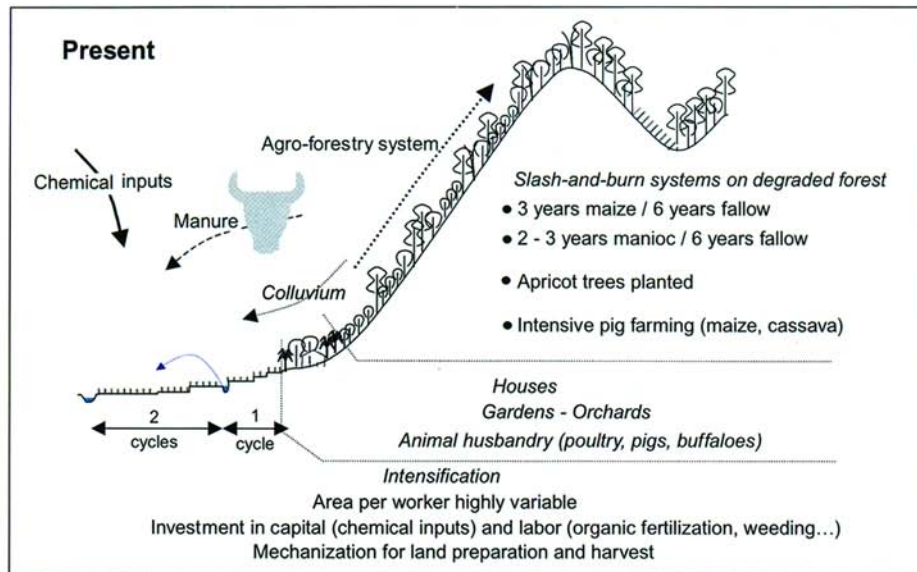 Present
Agro-forestry system
Chemical inputs
Manure
Colluvium
Slash-and-burn systems on degraded forest
● 3 years maize / 6 years fallow
● 2 - 3 years manioc / 6 years fallow
● Apricot trees planted
● Intensive pig farming (maize, cassava)
Houses
Gardens - Orchards
Animal husbandry (poultry, pigs, buffaloes)
2
cycles
1
cycle
Intensification
Area per worker highly variable
Investment in capital (chemical inputs) and labor (organic fertilization, weeding...)
Mechanization for land preparation and harvest